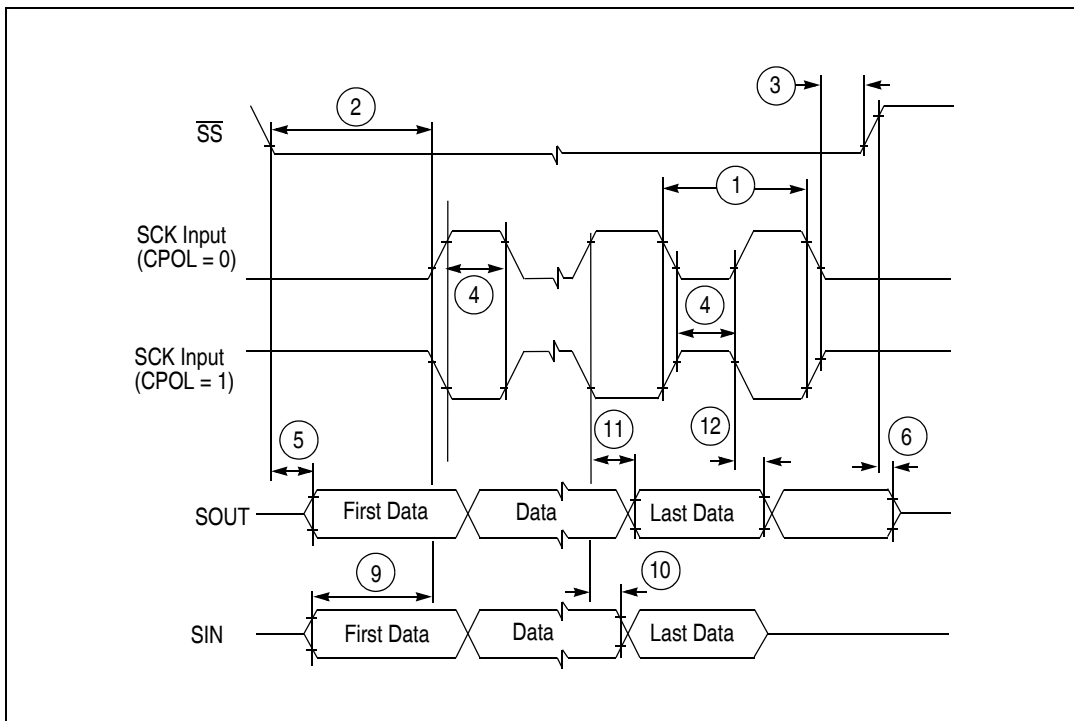 3
2
SS
1
SCK Input
(CPOL = 0)
4
4
SCK Input
(CPOL = 1)
11
12
5
6
SOUT
First Data
Data
Last Data
9
10
SIN
First Data
Data
Last Data